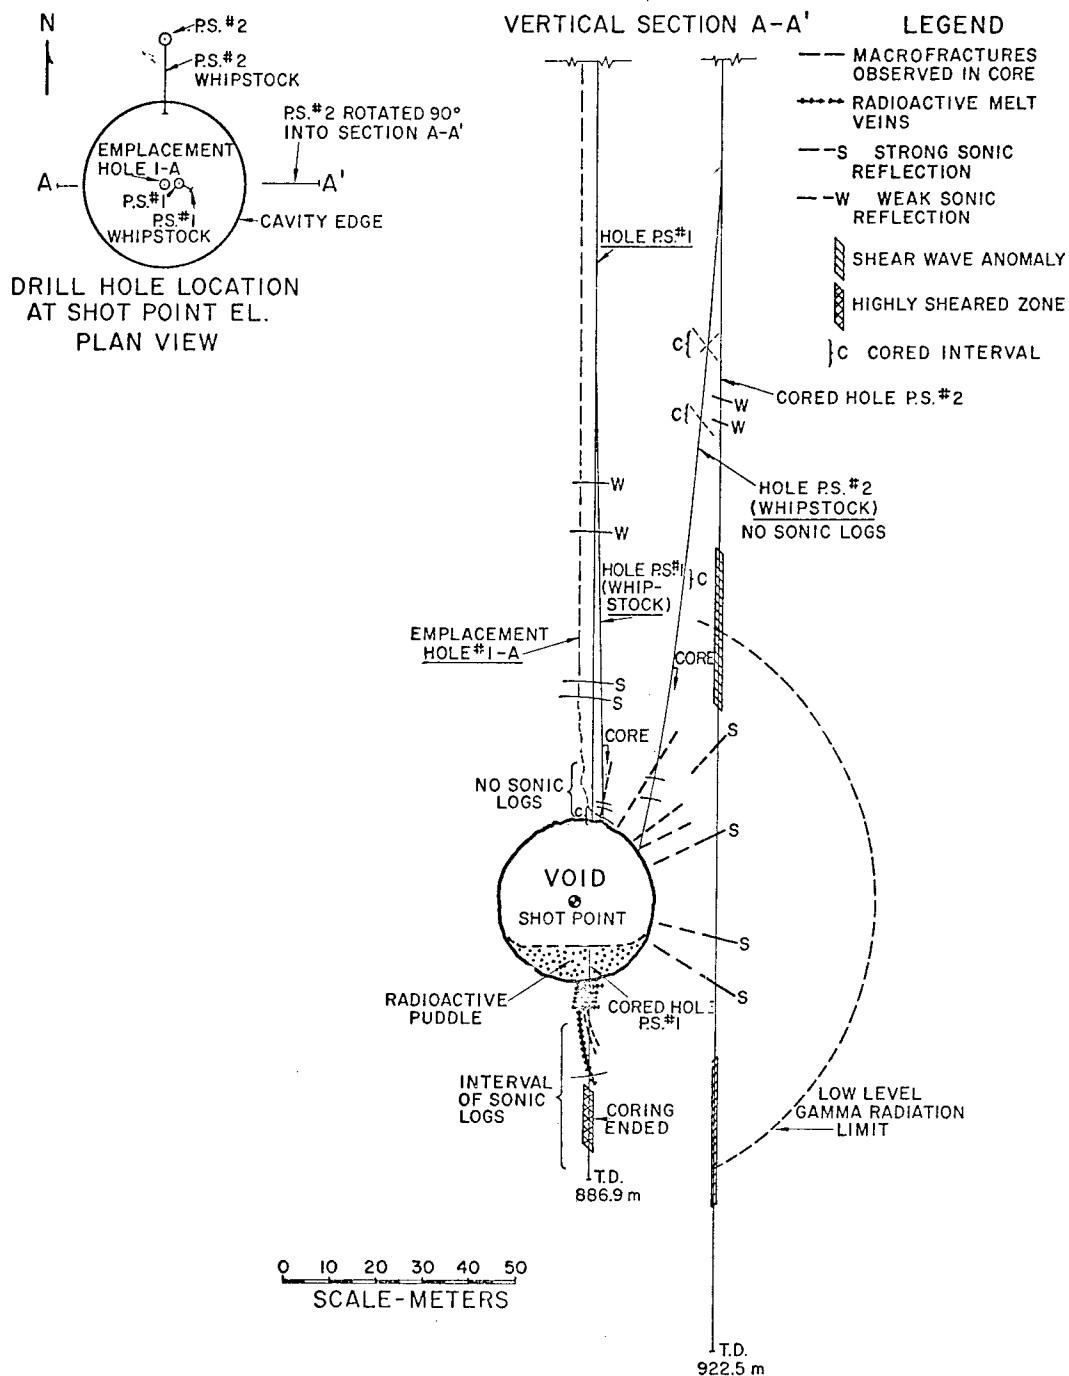 N
P.S.#2
P.S.#2
WHIPSTOCK
P.S.#2 ROTATED 90°
INTO SECTION A-A'
EMPLACEMENT
HOLE 1-A
A
A'
P.S.#1
P.S.#1
WHIPSTOCK
CAVITY EDGE
DRILL HOLE LOCATION
AT SHOT POINT EL.
PLAN VIEW
VERTICAL SECTION A-A'
LEGEND
MACROFRACTURES
OBSERVED IN CORE
RADIOACTIVE MELT
VEINS
S STRONG SONIC
REFLECTION
W WEAK SONIC
REFLECTION
SHEAR WAVE ANOMALY
HIGHLY SHEARED ZONE
}C CORED INTERVAL
HOLE P.S.#1
C{
CORED HOLE P.S.#2
C{
W
W
HOLE P.S.#2
(WHIPSTOCK)
NO SONIC LOGS
W
W
HOLE P.S.#1
(WHIP-
STOCK)
} C
EMPLACEMENT
HOLE #1-A
CORE
S
S
CORE
S
NO SONIC
LOGS
C
S
VOID
SHOT POINT
S
S
RADIOACTIVE
PUDDLE
CORED HOLE
P.S.#1
INTERVAL
OF SONIC
LOGS
CORING
ENDED
LOW LEVEL
GAMMA RADIATION
LIMIT
T.D.
886.9 m
0 10 20 30 40 50
SCALE-METERS
T.D.
922.5 m